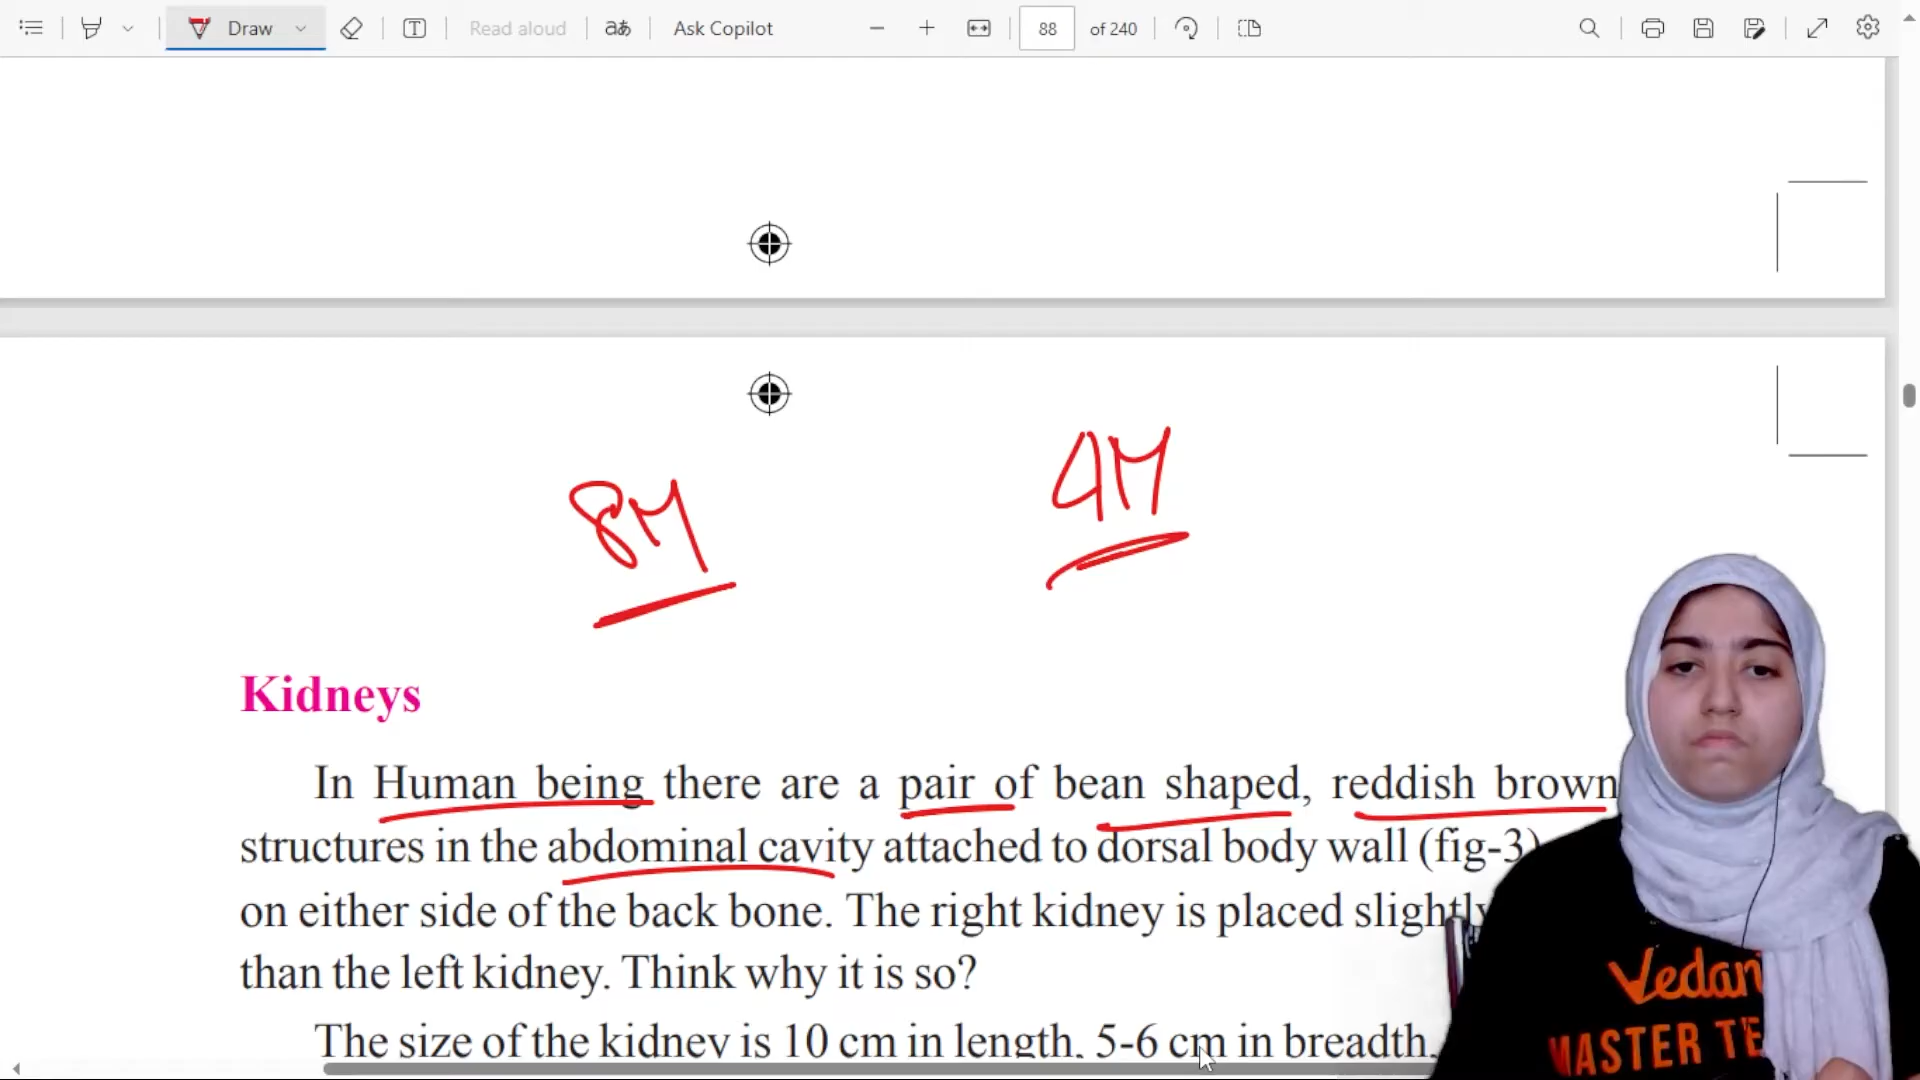 Draw
Read aloud
aあ
Ask Copilot
88
of 240
8M
4M
Kidneys
In Human being there are a pair of bean shaped, reddish brown
structures in the abdominal cavity attached to dorsal body wall (fig-3)
on either side of the back bone. The right kidney is placed slightly
than the left kidney. Think why it is so?
The size of the kidney is 10 cm in length, 5-6 cm in breadth,
Vedan
MASTER TE